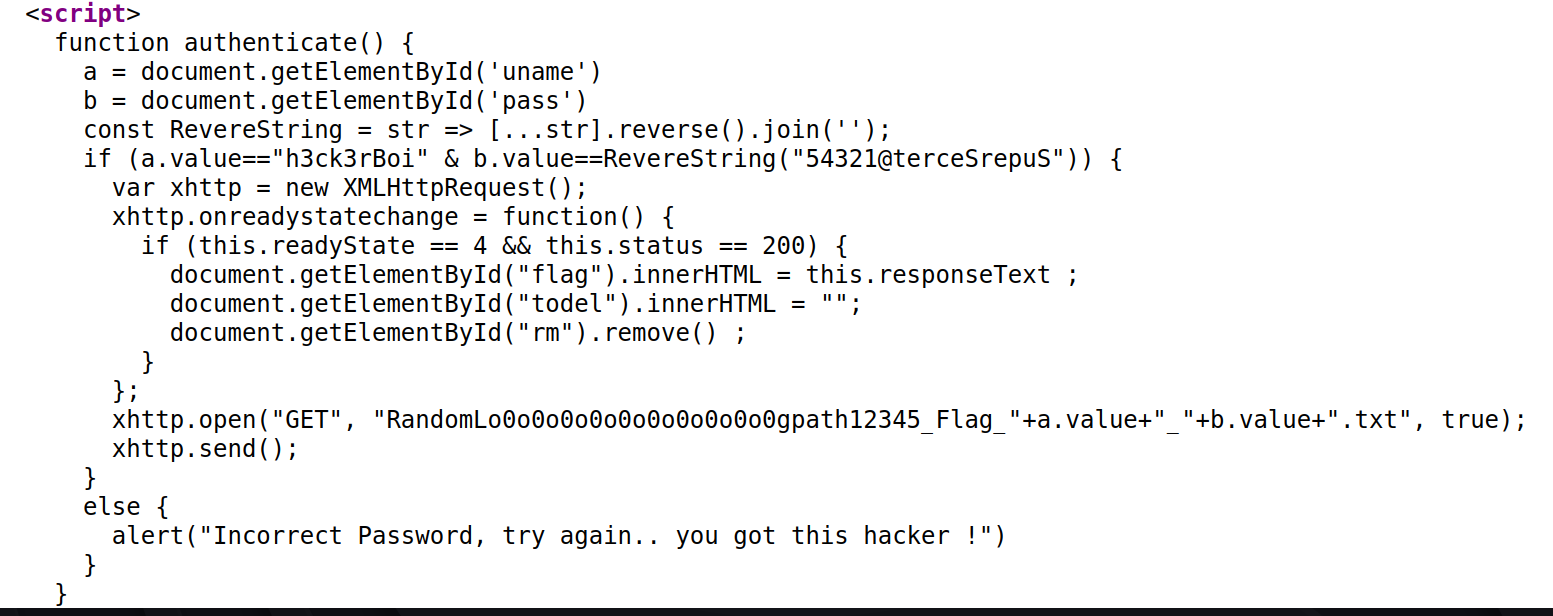 <script>
function authenticate() {
a = document.getElementById('uname')
b = document.getElementById('pass')
const RevereString = str => [...str].reverse().join('');
if (a.value=="h3ck3rBoi" & b.value==RevereString("54321@terceSrepuS")) {
var xhttp = new XMLHttpRequest();
xhttp.onreadystatechange = function() {
if (this.readyState == 4 && this.status == 200) {
document.getElementById("flag").innerHTML = this.responseText ;
document.getElementById("todel").innerHTML = "";
document.getElementById("rm").remove() ;
}
};
xhttp.open("GET", "RandomLo0o0o0o0o0o0o0o0o0o0gpath12345_Flag_"+a.value+"_"+b.value+".txt", true);
xhttp.send();
}
else {
alert("Incorrect Password, try again.. you got this hacker !")
}
}